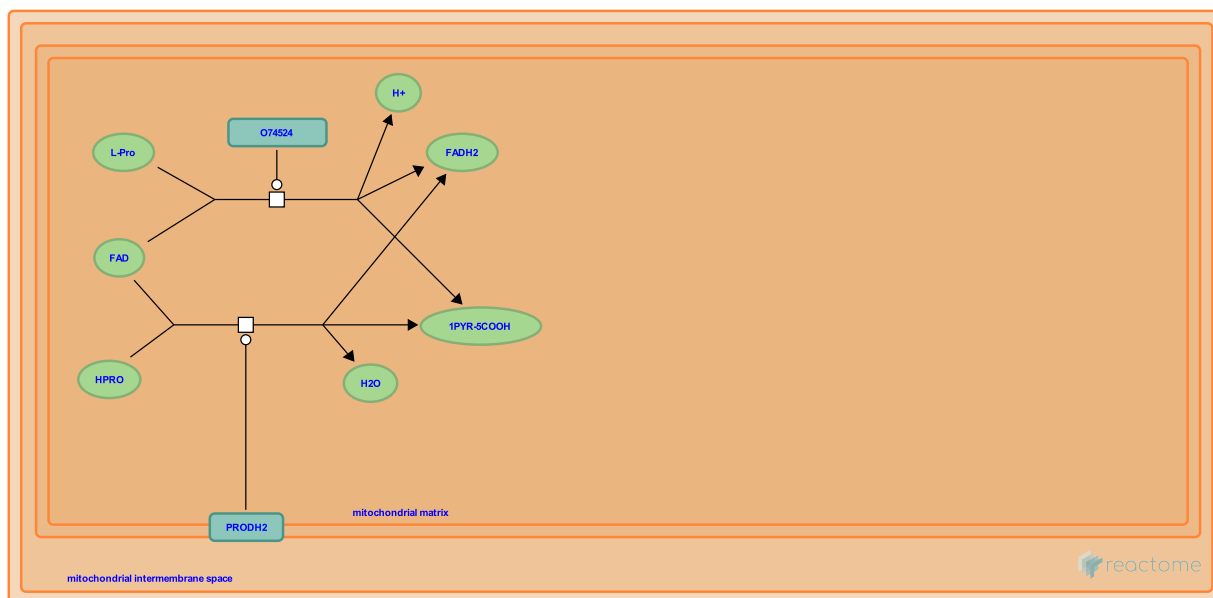 H+
O74524
L-Pro
FADH2
FAD
1PYR-5COOH
HPRO
H2O
mitochondrial matrix
PRODH2
reactome
mitochondrial intermembrane space